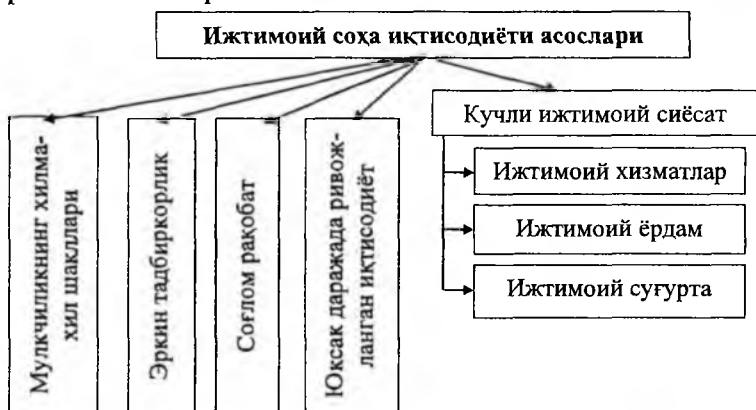 Ижтимоий соҳа иқтисодиёти асослари
Мулкчиликнинг хилма-
хил шакллари
Эркин тадбиркорлик
Соғлом рақобат
Юксак даражада ривож-
ланган иқтисодиёт
Кучли ижтимоий сиёсат
Ижтимоий хизматлар
Ижтимоий ёрдам
Ижтимоий суғурта